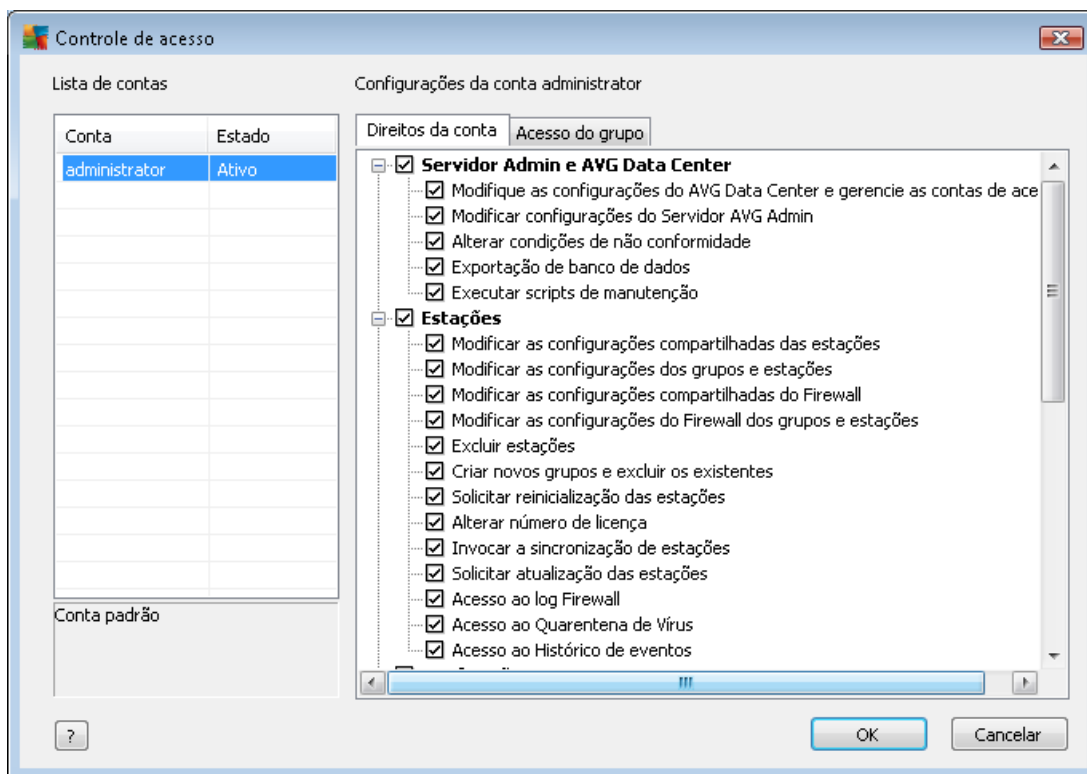 Controle de acesso
Lista de contas
Configurações da conta administrator
Conta Estado
administrator Ativo
Conta padrão
Direitos da conta Acesso do grupo
Servidor Admin e AVG Data Center
Modifique as configurações do AVG Data Center e gerencie as contas de ace
Modificar configurações do Servidor AVG Admin
Alterar condições de não conformidade
Exportação de banco de dados
Executar scripts de manutenção
Estações
Modificar as configurações compartilhadas das estações
Modificar as configurações dos grupos e estações
Modificar as configurações compartilhadas do Firewall
Modificar as configurações do Firewall dos grupos e estações
Excluir estações
Criar novos grupos e excluir os existentes
Solicitar reinicialização das estações
Alterar número de licença
Invocar a sincronização de estações
Solicitar atualização das estações
Acesso ao log Firewall
Acesso ao Quarentena de Vírus
Acesso ao Histórico de eventos
?
OK
Cancelar